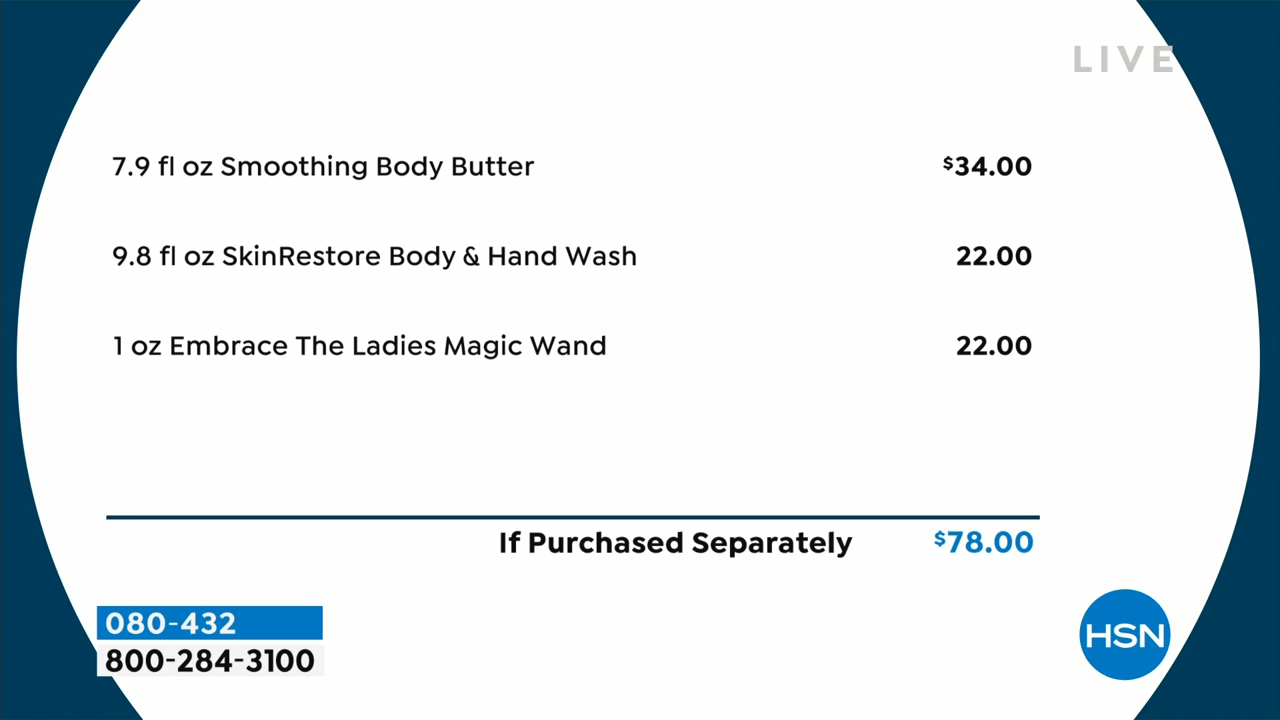 LIVE
7.9 fl oz Smoothing Body Butter $34.00
9.8 fl oz SkinRestore Body & Hand Wash 22.00
1 oz Embrace The Ladies Magic Wand 22.00
If Purchased Separately $78.00
080-432
800-284-3100
HSN